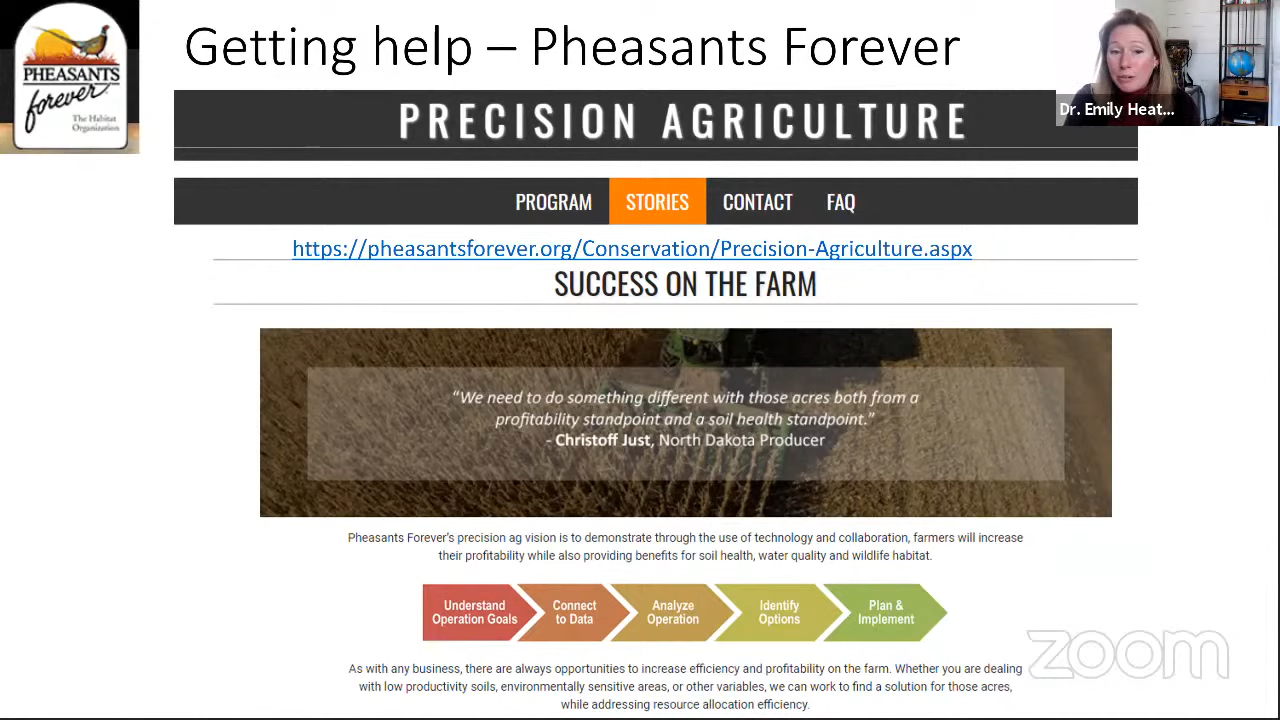 Getting help – Pheasants Forever
PHEASANTS
forever
The Habitat
Organization
Dr. Emily Heat...
PRECISION AGRICULTURE
PROGRAM STORIES CONTACT FAQ
https://pheasantsforever.org/Conservation/Precision-Agriculture.aspx
SUCCESS ON THE FARM
“We need to do something different with those acres both from a
profitability standpoint and a soil health standpoint.”
- Christoff Just, North Dakota Producer
Pheasants Forever's precision ag vision is to demonstrate through the use of technology and collaboration, farmers will increase
their profitability while also providing benefits for soil health, water quality and wildlife habitat.
Understand
Operation Goals
Connect
to Data
Analyze
Operation
Identify
Options
Plan &
Implement
As with any business, there are always opportunities to increase efficiency and profitability on the farm. Whether you are dealing
with low productivity soils, environmentally sensitive areas, or other variables, we can work to find a solution for those acres,
while addressing resource allocation efficiency.
zoom